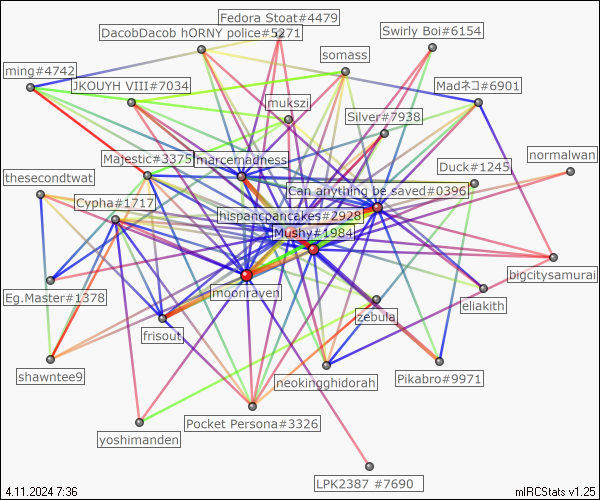 Fedora Stoat#4479
DacobDacob hORNY police#5271
Swirly Boi#6154
somass
ming#4742
JKOUYH VIII#7034
Madネコ#6901
mukszi
Silver#7938
Majestic#3375
marcemadness
normalwan
Duck#1245
thesecondtwat
Can anything be saved#0396
Cypha#1717
hispanicpancakes#2928
Mushy#1984
bigcitysamurai
Eg.Master#1378
moonraven
eliakith
zebula
frisout
shawntee9
neokingghidorah
Pikabro#9971
Pocket Persona#3326
yoshimanden
LPK2387 #7690
4.11.2024 7:36
mIRCStats v1.25